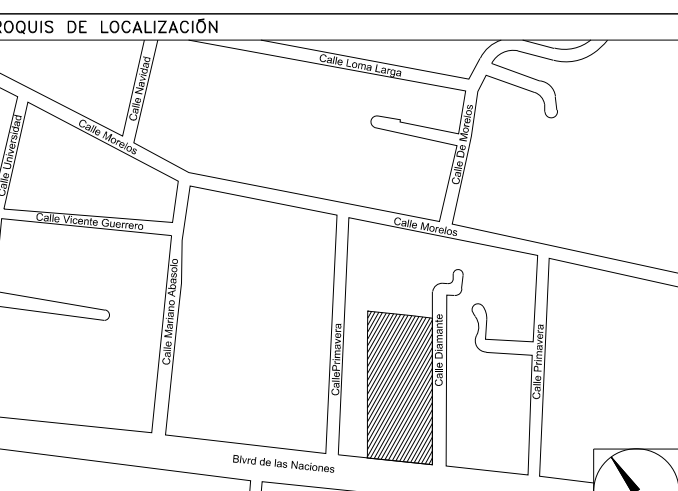 ROQUIS DE LOCALIZACIÓN
Calle Loma Larga
Calle Navidad
Calle Morelos
Calle De Morelos
Calle Universidad
Calle Vicente Guerrero
Calle Morelos
Calle Mariano Abasolo
CallePrimavera
Calle Diamante
Calle Primavera
Blvrd de las Naciones